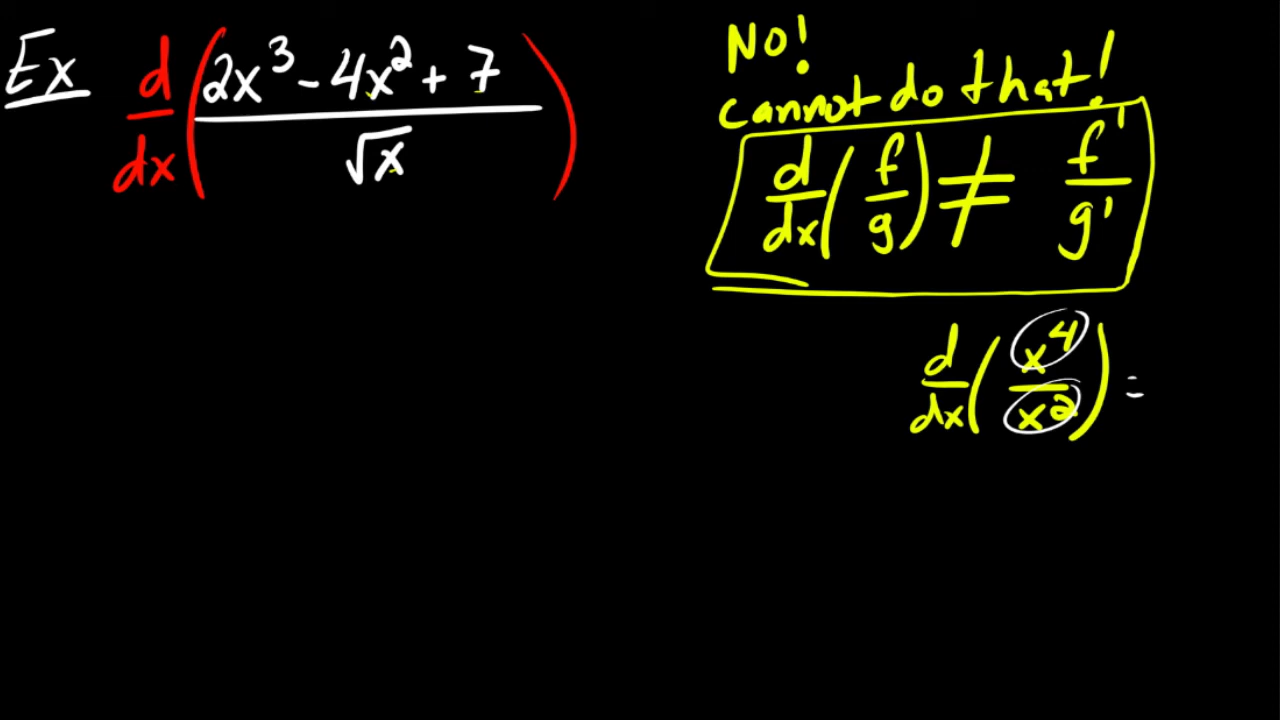 Ex d/dx ( (2x³ - 4x² + 7) / √x )
No!
cannot do that!
d/dx ( f/g ) ≠ f'/g'
d/dx ( x⁴/x² ) =